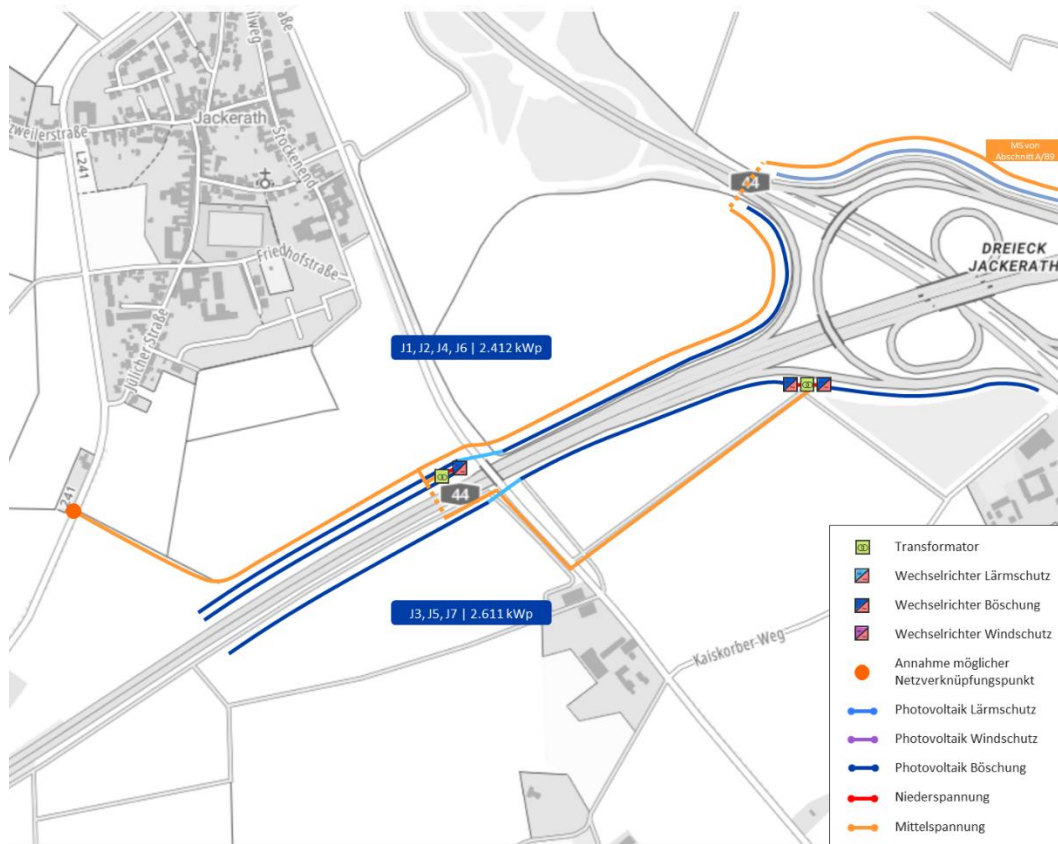 Jackerath
L241
Stockenend
Friedhofstraße
Jülicher Straße
241
MS von
Abschnitt A/B9
44
DREIECK
JACKERATH
J1, J2, J4, J6 | 2.412 kWp
44
J3, J5, J7 | 2.611 kWp
Kaiskorber-Weg
Transformator
Wechselrichter Lärmschutz
Wechselrichter Böschung
Wechselrichter Windschutz
Annahme möglicher
Netzverknüpfungspunkt
Photovoltaik Lärmschutz
Photovoltaik Windschutz
Photovoltaik Böschung
Niederspannung
Mittelspannung